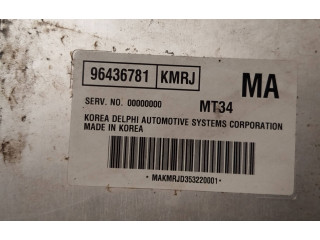 96436781 KMRJ MA
SERV. NO. 00000000 MT34
KOREA DELPHI AUTOMOTIVE SYSTEMS CORPORATION
MADE IN KOREA
* MAKMRJD353220001 *